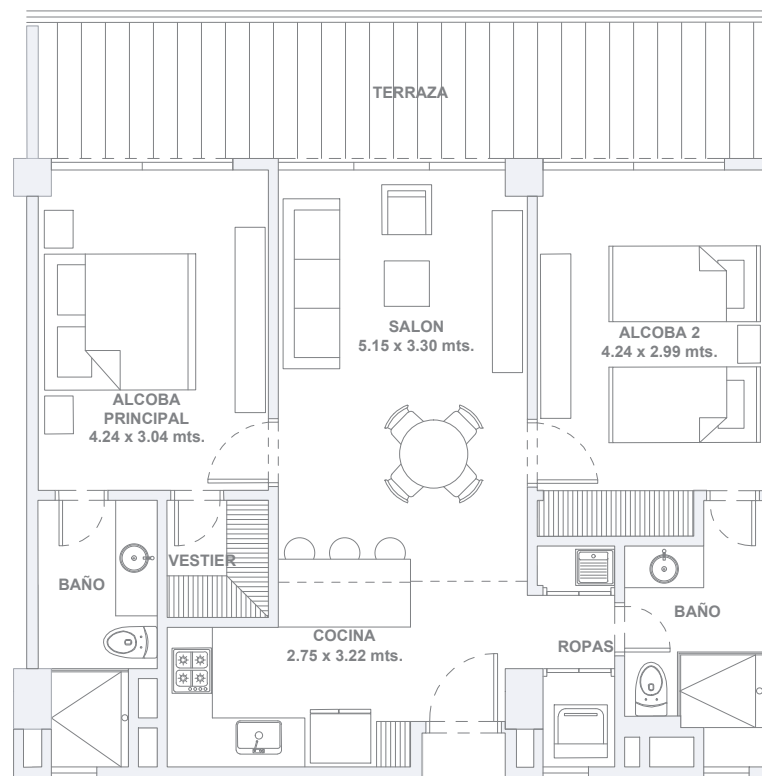 TERRAZA
SALON
5.15 x 3.30 mts.
ALCOBA 2
4.24 x 2.99 mts.
ALCOBA
PRINCIPAL
4.24 x 3.04 mts.
VESTIER
BAÑO
BAÑO
COCINA
2.75 x 3.22 mts.
ROPAS